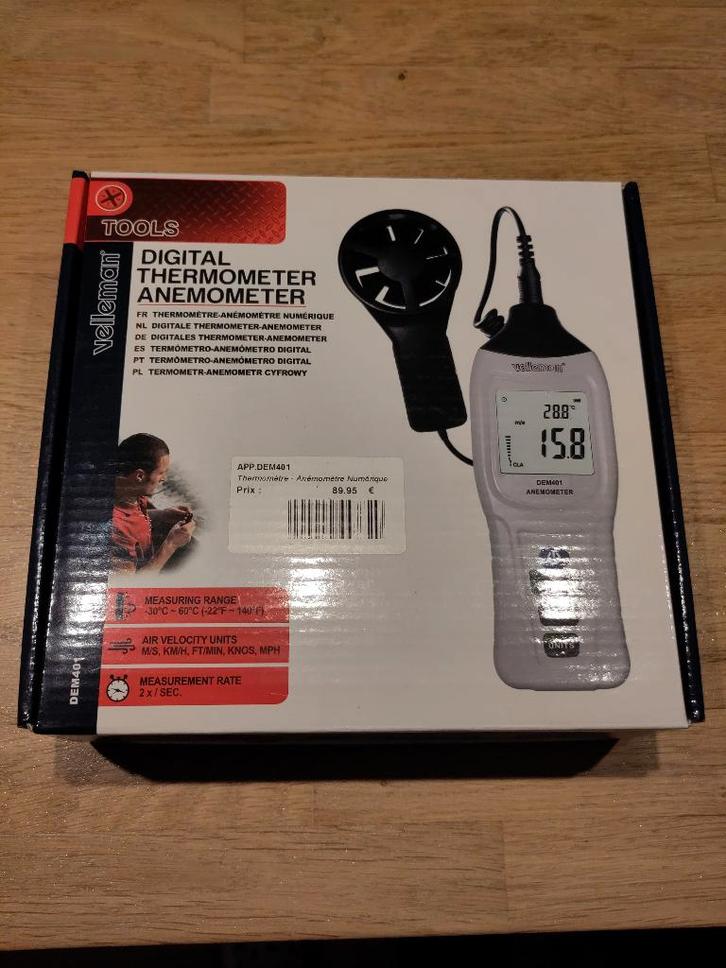 TOOLS
velleman®
DIGITAL
THERMOMETER
ANEMOMETER
FR THERMOMÈTRE-ANÉMOMÈTRE NUMÉRIQUE
NL DIGITALE THERMOMETER-ANEMOMETER
DE DIGITALES THERMOMETER-ANEMOMETER
ES TERMÓMETRO-ANEMÓMETRO DIGITAL
PT TERMÓMETRO-ANEMÓMETRO DIGITAL
PL TERMOMETR-ANEMOMETR CYFROWY
velleman®
28.8°C
m/s
15.8
DEM401
ANEMOMETER
UNITS
APP.DEM401
Thermomètre - Anémomètre Numérique
Prix : 89.95 €
MEASURING RANGE
-30°C ~ 60°C (-22°F ~ 140°F)
AIR VELOCITY UNITS
M/S, KM/H, FT/MIN, KNOS, MPH
MEASUREMENT RATE
2 x / SEC.
DEM401